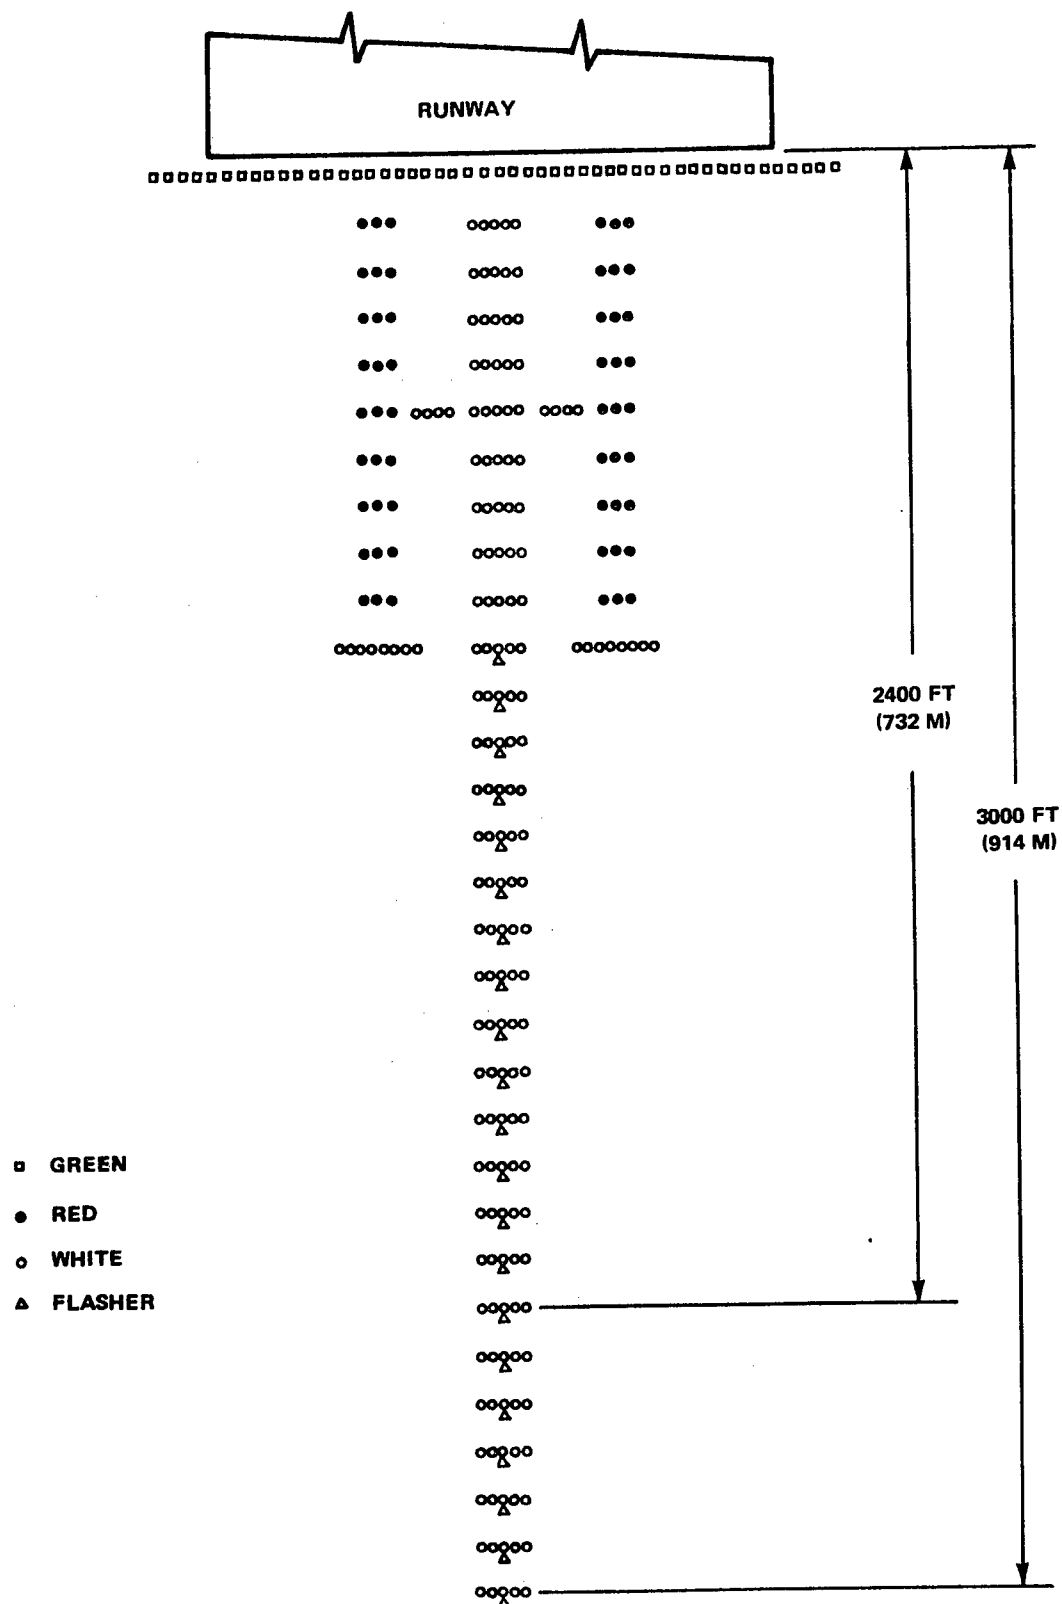 RUNWAY
2400 FT
(732 M)
3000 FT
(914 M)
GREEN
RED
WHITE
FLASHER